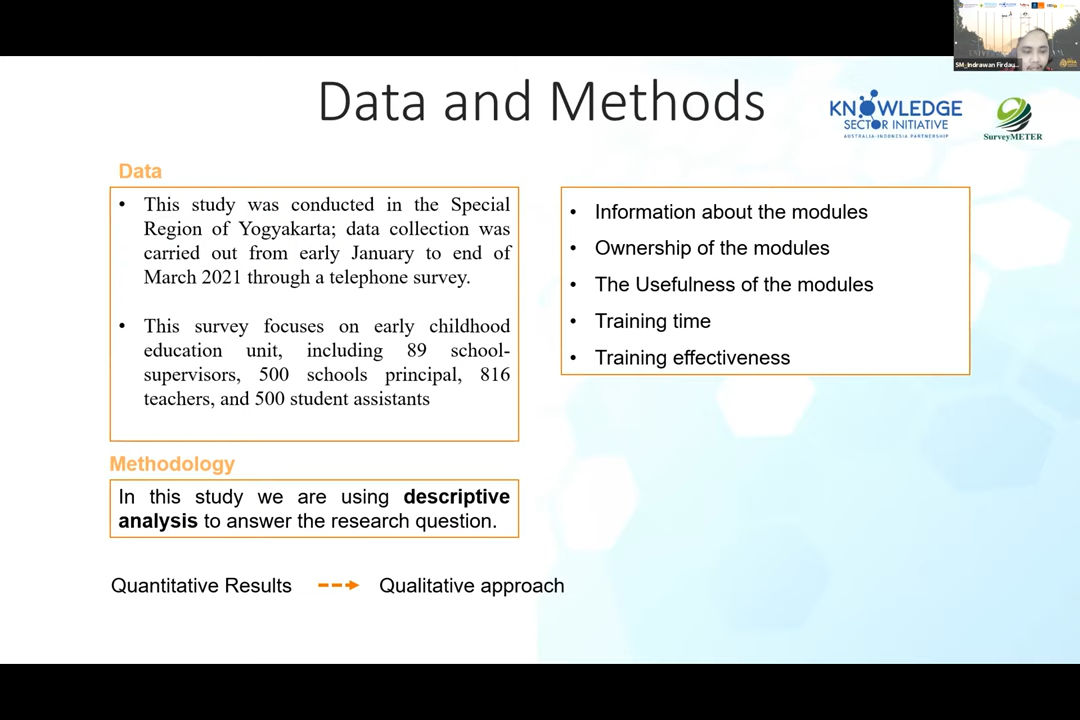 SM_Indrawan Firdau...
Data and Methods
KNOWLEDGE
SECTOR INITIATIVE
AUSTRALIA-INDONESIA PARTNERSHIP
SurveyMETER
Data
• This study was conducted in the Special
Region of Yogyakarta; data collection was
carried out from early January to end of
March 2021 through a telephone survey.
• This survey focuses on early childhood
education unit, including 89 school-
supervisors, 500 schools principal, 816
teachers, and 500 student assistants
• Information about the modules
• Ownership of the modules
• The Usefulness of the modules
• Training time
• Training effectiveness
Methodology
In this study we are using descriptive
analysis to answer the research question.
Quantitative Results
Qualitative approach